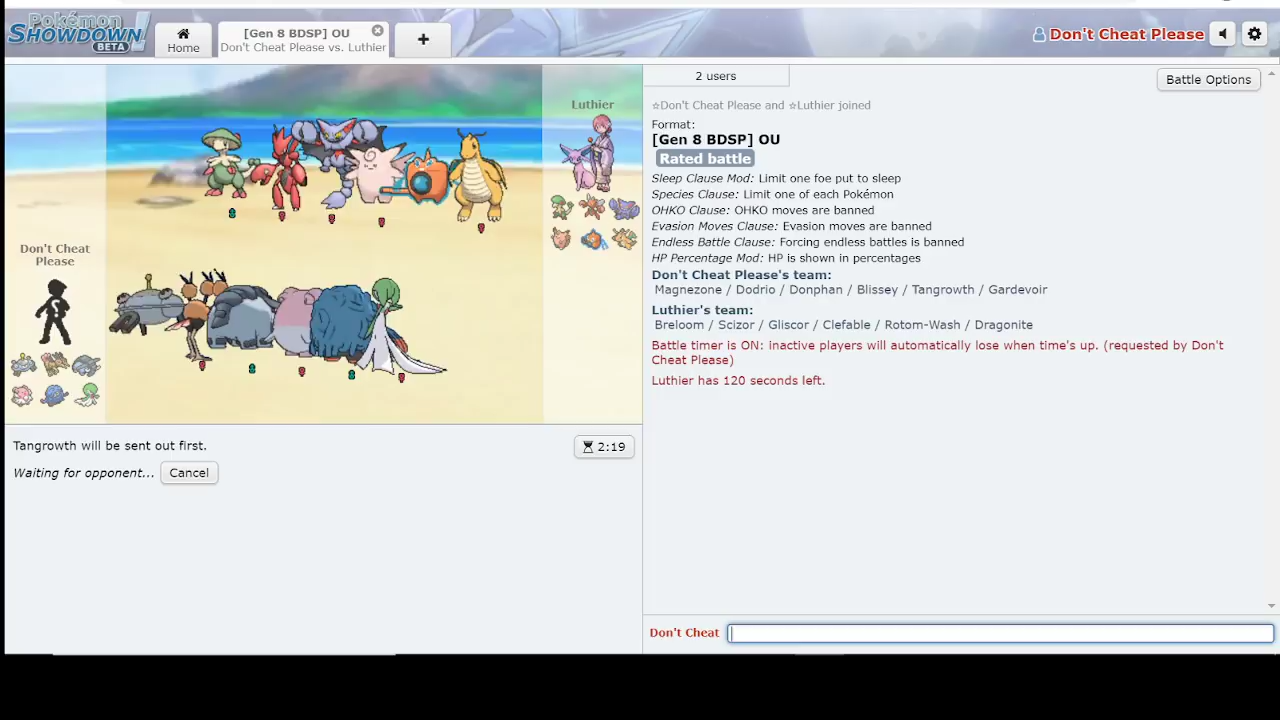 Pokémon
SHOWDOWN!
BETA
Home
[Gen 8 BDSP] OU
Don't Cheat Please vs. Luthier
+
Don't Cheat Please
Luthier
Don't Cheat
Please
Tangrowth will be sent out first.
2:19
Waiting for opponent... Cancel
2 users
Battle Options
☆Don't Cheat Please and ☆Luthier joined
Format:
[Gen 8 BDSP] OU
Rated battle
Sleep Clause Mod: Limit one foe put to sleep
Species Clause: Limit one of each Pokémon
OHKO Clause: OHKO moves are banned
Evasion Moves Clause: Evasion moves are banned
Endless Battle Clause: Forcing endless battles is banned
HP Percentage Mod: HP is shown in percentages
Don't Cheat Please's team:
Magnezone / Dodrio / Donphan / Blissey / Tangrowth / Gardevoir
Luthier's team:
Breloom / Scizor / Gliscor / Clefable / Rotom-Wash / Dragonite
Battle timer is ON: inactive players will automatically lose when time's up. (requested by Don't
Cheat Please)
Luthier has 120 seconds left.
Don't Cheat